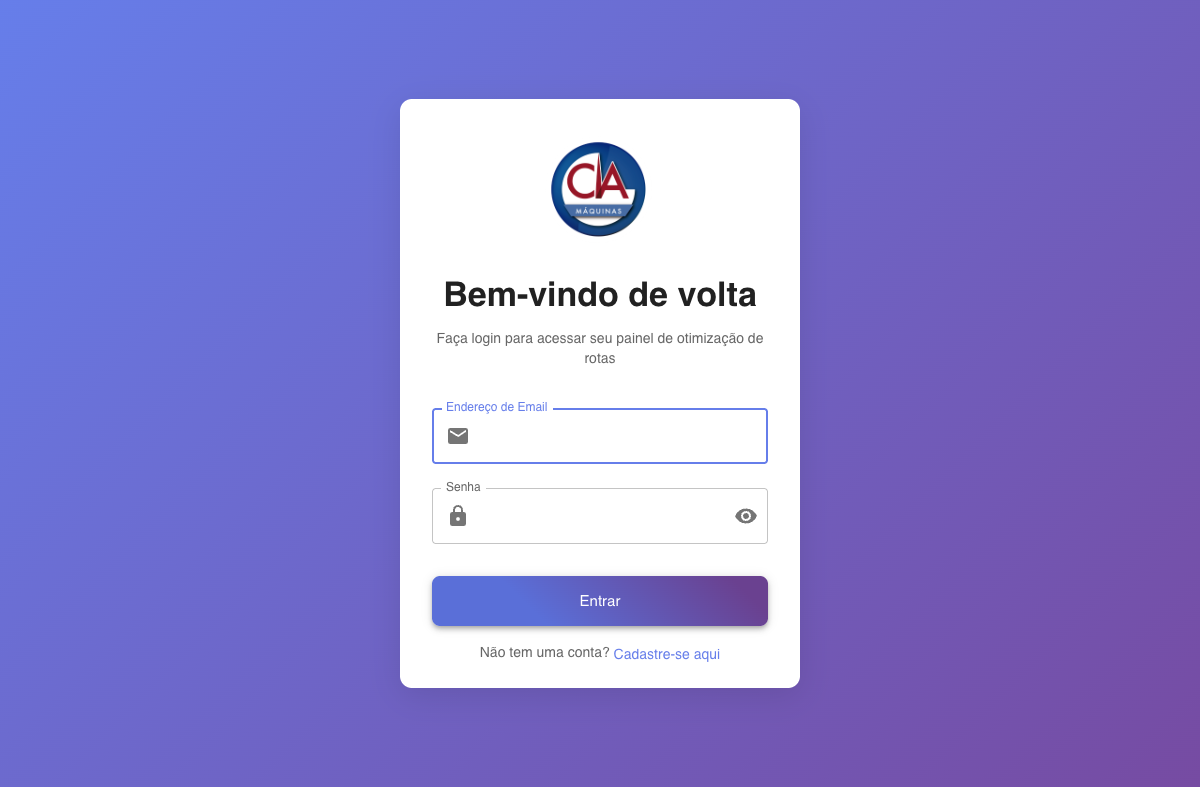 CIA
MÁQUINAS
Bem-vindo de volta
Faça login para acessar seu painel de otimização de
rotas
Endereço de Email
Senha
Entrar
Não tem uma conta? Cadastre-se aqui